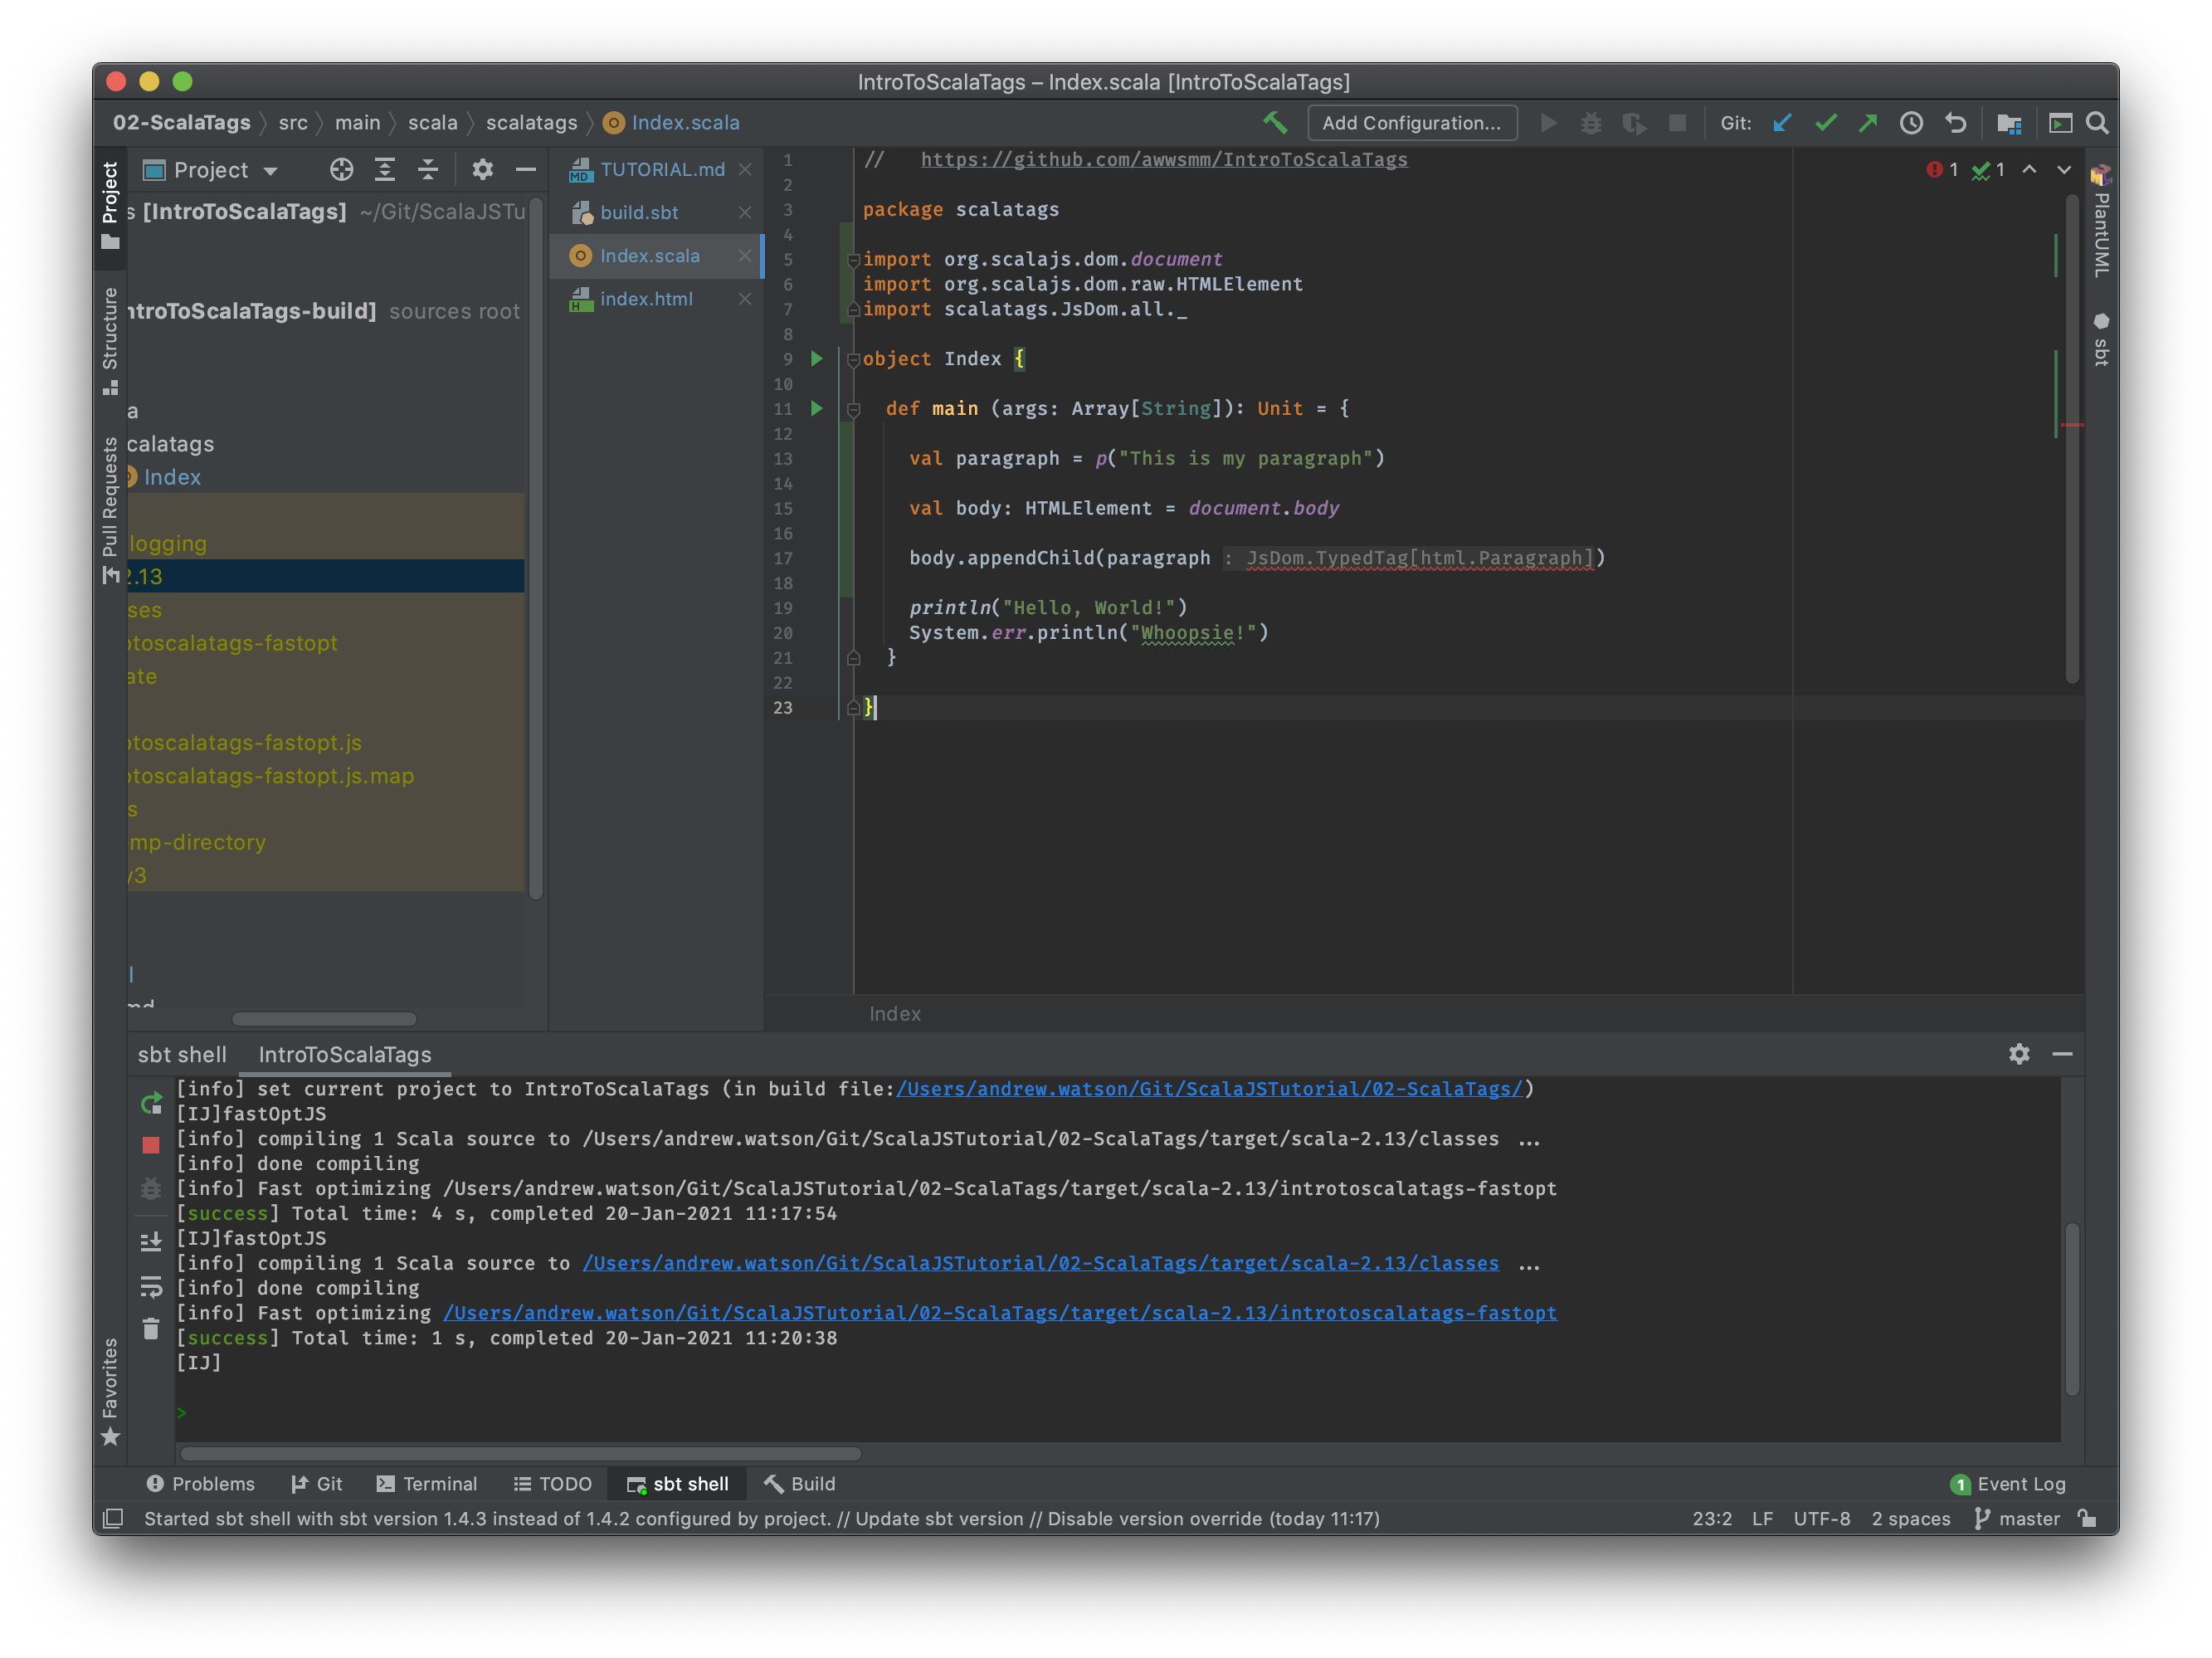 IntroToScalaTags – Index.scala [IntroToScalaTags]
02-ScalaTags
src
main
scala
scalatags
Index.scala
Add Configuration...
Git:
Project
Structure
Pull Requests
Favorites
Project
s [IntroToScalaTags] ~/Git/ScalaJSTu
ntroToScalaTags-build] sources root
a
calatags
Index
logging
2.13
ses
otoscalatags-fastopt
ate
otoscalatags-fastopt.js
otoscalatags-fastopt.js.map
s
mp-directory
y3
l
md
TUTORIAL.md
build.sbt
Index.scala
index.html
1 // https://github.com/awwsmm/IntroToScalaTags
2
3 package scalatags
4
5 import org.scalajs.dom.document
6 import org.scalajs.dom.raw.HTMLElement
7 import scalatags.JsDom.all._
8
9 object Index {
10
11 def main (args: Array[String]): Unit = {
12
13 val paragraph = p("This is my paragraph")
14
15 val body: HTMLElement = document.body
16
17 body.appendChild(paragraph : JsDom.TypedTag[html.Paragraph])
18
19 println("Hello, World!")
20 System.err.println("Whoopsie!")
21 }
22
23 }
1 1
PlantUML
sbt
Index
sbt shell IntroToScalaTags
[info] set current project to IntroToScalaTags (in build file:/Users/andrew.watson/Git/ScalaJSTutorial/02-ScalaTags/)
[IJ]fastOptJS
[info] compiling 1 Scala source to /Users/andrew.watson/Git/ScalaJSTutorial/02-ScalaTags/target/scala-2.13/classes ...
[info] done compiling
[info] Fast optimizing /Users/andrew.watson/Git/ScalaJSTutorial/02-ScalaTags/target/scala-2.13/introtoscalatags-fastopt
[success] Total time: 4 s, completed 20-Jan-2021 11:17:54
[IJ]fastOptJS
[info] compiling 1 Scala source to /Users/andrew.watson/Git/ScalaJSTutorial/02-ScalaTags/target/scala-2.13/classes ...
[info] done compiling
[info] Fast optimizing /Users/andrew.watson/Git/ScalaJSTutorial/02-ScalaTags/target/scala-2.13/introtoscalatags-fastopt
[success] Total time: 1 s, completed 20-Jan-2021 11:20:38
[IJ]
>
Problems Git Terminal TODO sbt shell Build 1 Event Log
Started sbt shell with sbt version 1.4.3 instead of 1.4.2 configured by project. // Update sbt version // Disable version override (today 11:17) 23:2 LF UTF-8 2 spaces master